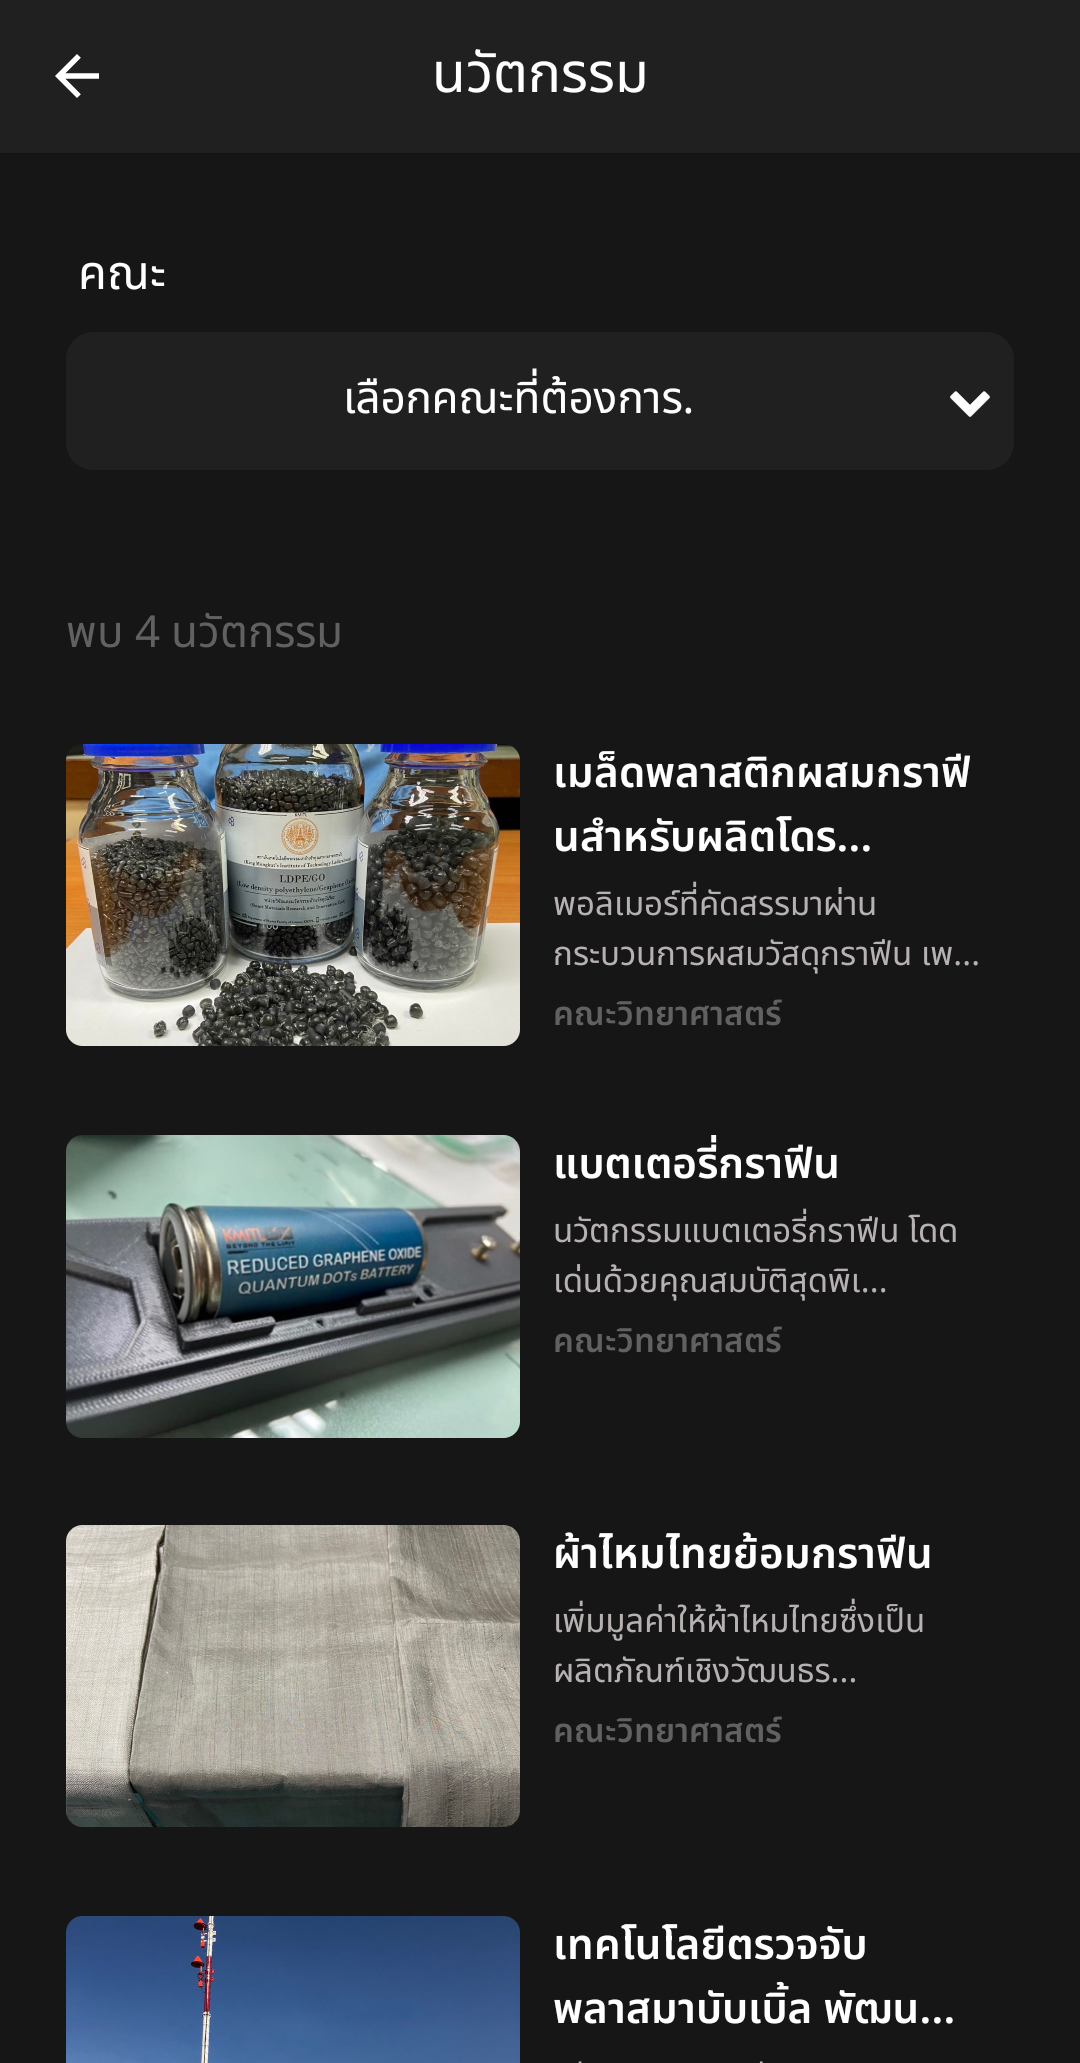 นวัตกรรม
คณะ
เลือกคณะที่ต้องการ.
พบ 4 นวัตกรรม
เมล็ดพลาสติกผสมกราฟี
นสำหรับผลิตโดร...
พอลิเมอร์ที่คัดสรรมาผ่าน
กระบวนการผสมวัสดุกราฟีน เพ...
คณะวิทยาศาสตร์
LDPE/GO
(Low density polyethylene/Graphene
แบตเตอรี่กราฟีน
นวัตกรรมแบตเตอรี่กราฟีน โดด
เด่นด้วยคุณสมบัติสุดพิเ...
คณะวิทยาศาสตร์
KMITL
BEYOND THE LIMIT
REDUCED GRAPHENE OXIDE
QUANTUM DOTs BATTERY
ผ้าไหมไทยย้อมกราฟีน
เพิ่มมูลค่าให้ผ้าไหมไทยซึ่งเป็น
ผลิตภัณฑ์เชิงวัฒนธร...
คณะวิทยาศาสตร์
เทคโนโลยีตรวจจับ
พลาสมาบับเบิ้ล พัฒน...